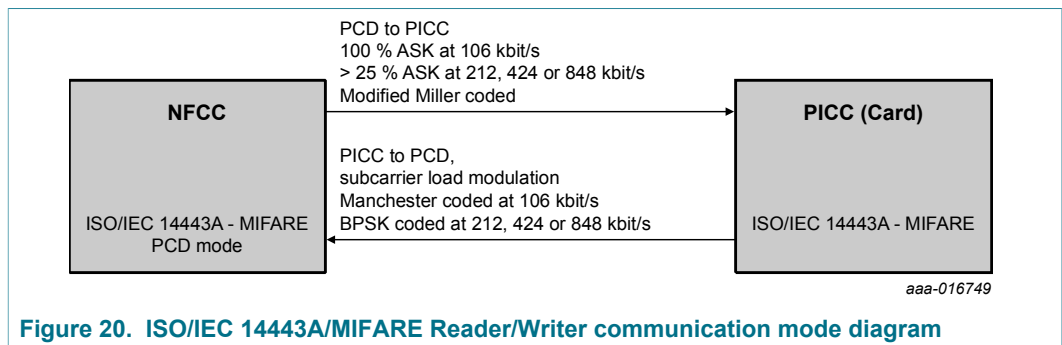 PCD to PICC
100 % ASK at 106 kbit/s
> 25 % ASK at 212, 424 or 848 kbit/s
Modified Miller coded
NFCC
PICC (Card)
PICC to PCD,
subcarrier load modulation
Manchester coded at 106 kbit/s
BPSK coded at 212, 424 or 848 kbit/s
ISO/IEC 14443A - MIFARE
PCD mode
ISO/IEC 14443A - MIFARE
aaa-016749
Figure 20. ISO/IEC 14443A/MIFARE Reader/Writer communication mode diagram